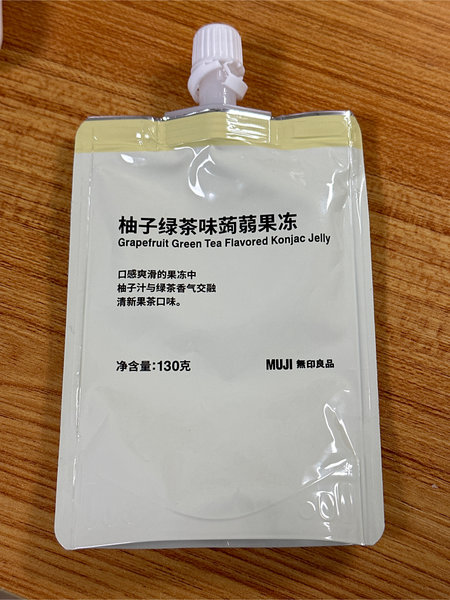 柚子绿茶味蒟蒻果冻
Grapefruit Green Tea Flavored Konjac Jelly
口感爽滑的果冻中
柚子汁与绿茶香气交融
清新果茶口味。
净含量:130克
MUJI 無印良品